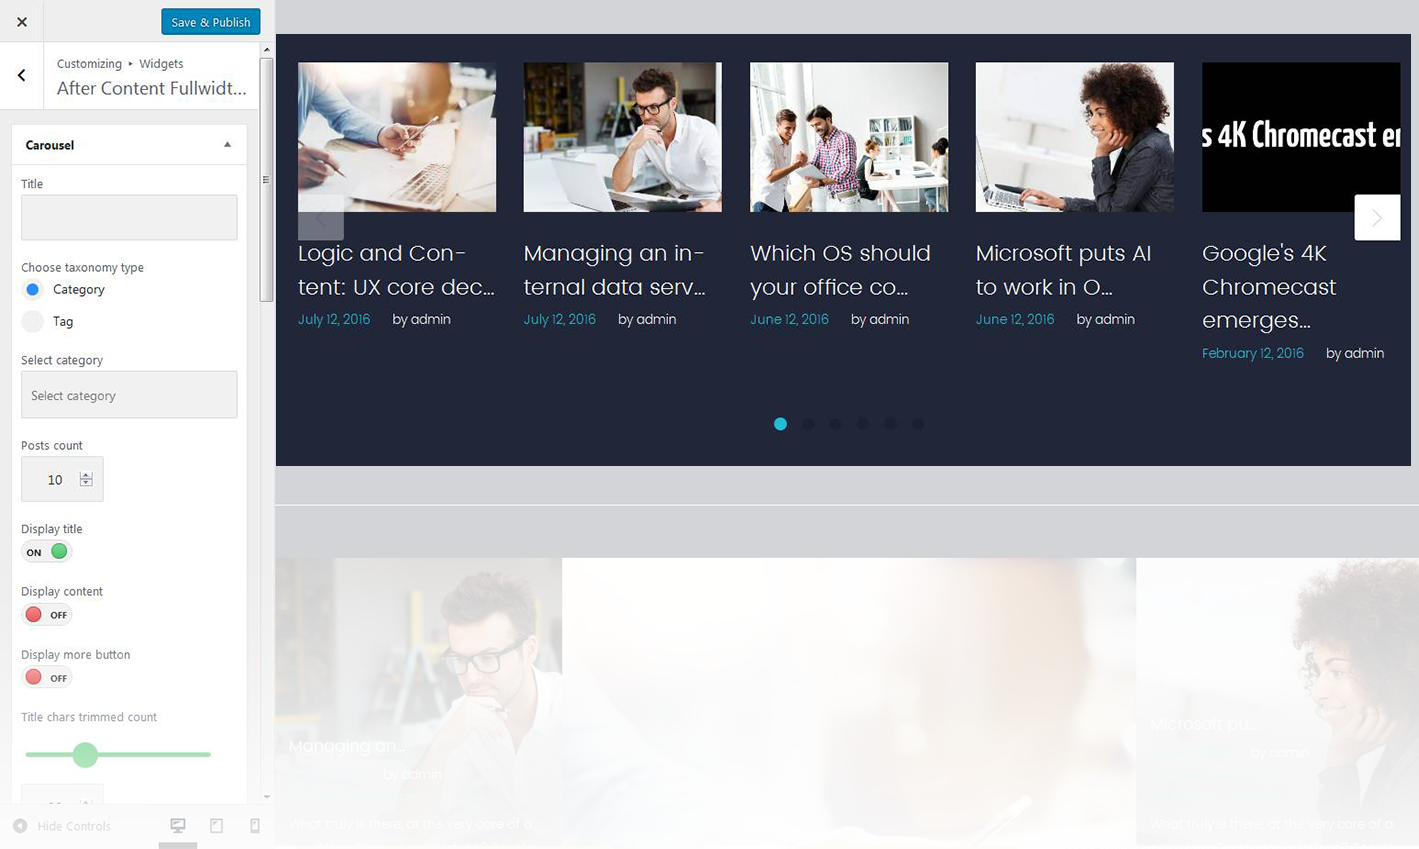 Save & Publish
Customizing ▸ Widgets
After Content Fullwidt...
Carousel
Title
Choose taxonomy type
Category
Tag
Select category
Select category
Posts count
10
Display title
ON
Display content
OFF
Display more button
OFF
Title chars trimmed count
Hide Controls
s 4K Chromecast e
Logic and Con-
tent: UX core dec...
July 12, 2016 by admin
Managing an in-
ternal data serv...
July 12, 2016 by admin
Which OS should
your office co...
June 12, 2016 by admin
Microsoft puts AI
to work in O...
June 12, 2016 by admin
Google's 4K
Chromecast
emerges...
February 12, 2016 by admin
Managing an...
by admin
What truly is there, at the very core of a
Microsoft pu...
by admin
What truly is there, at the very core of a